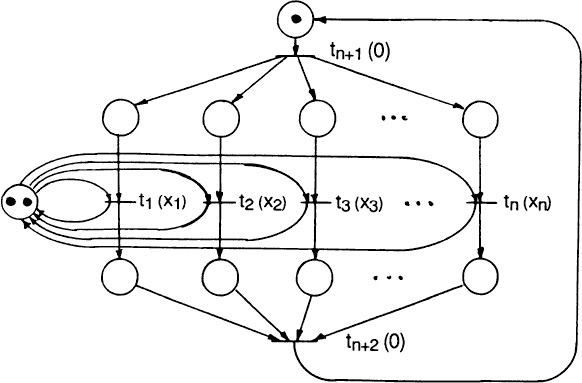 tn+1 (0)
t1 (x1) t2 (x2) t3 (x3) ... tn (xn)
tn+2 (0)